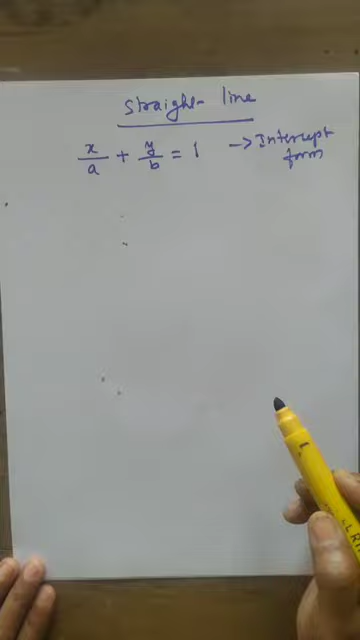 straight line
x/a + y/b = 1 -> Intercept
form